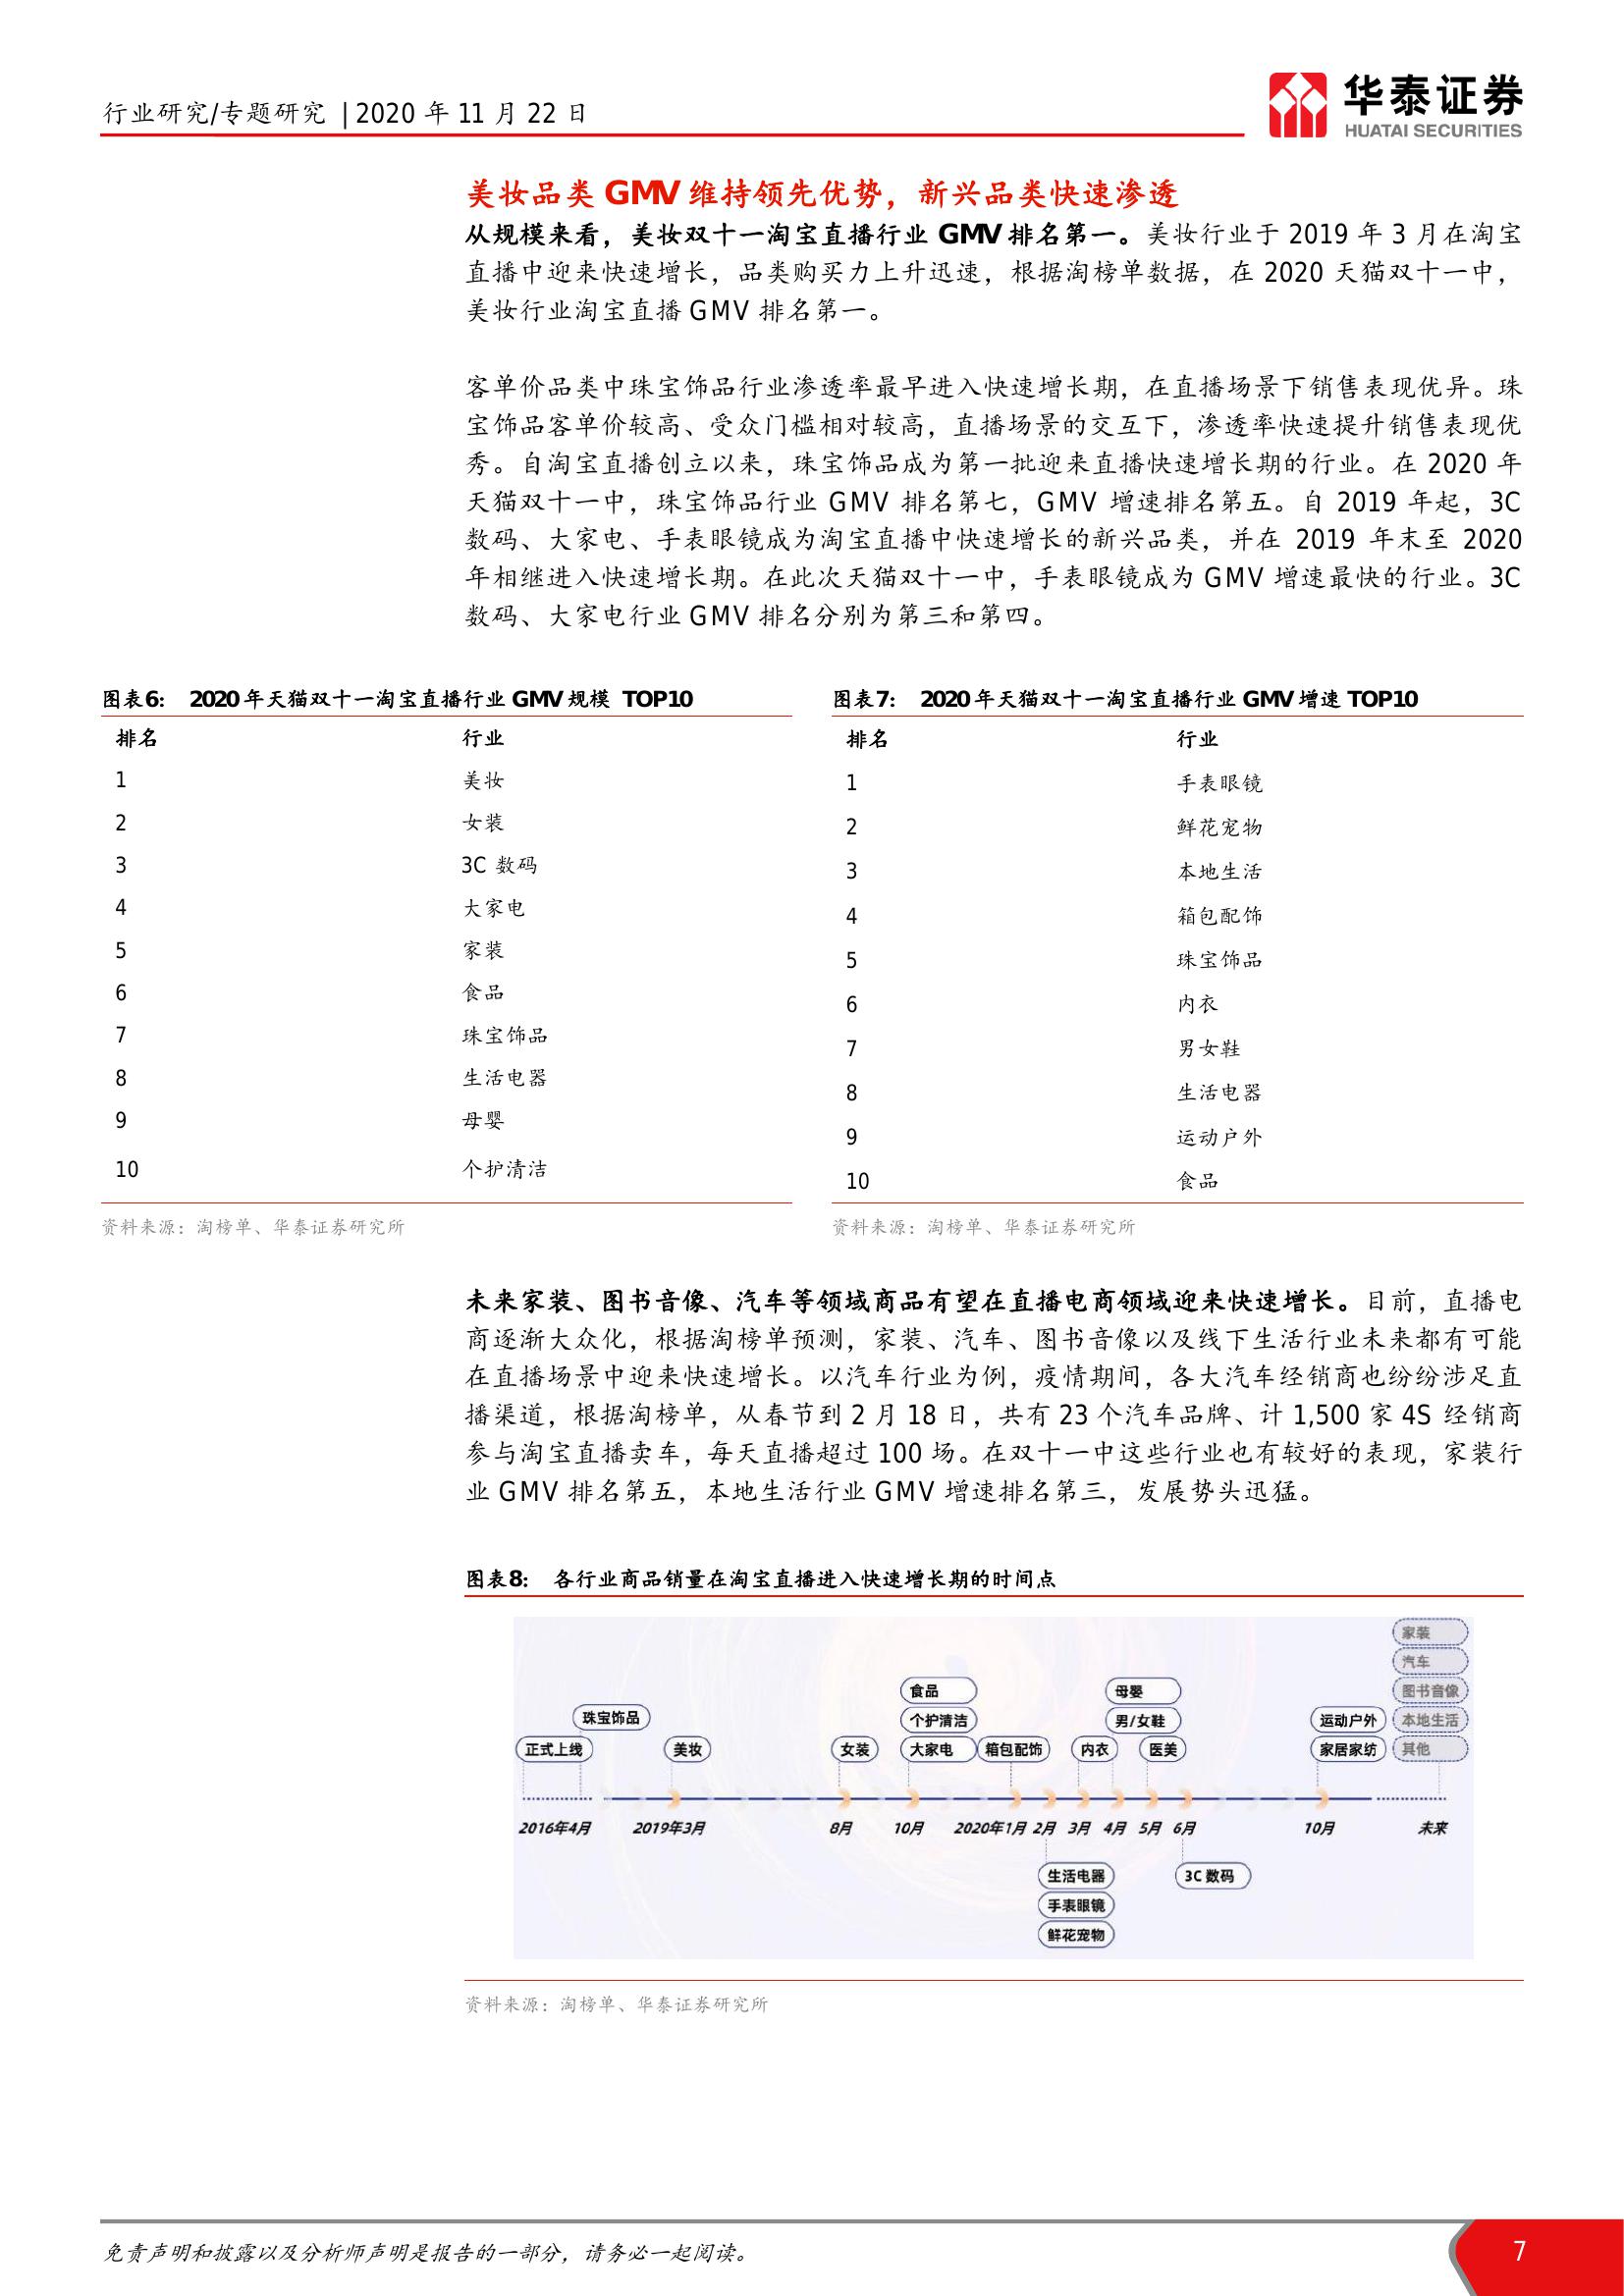 行业研究/专题研究 | 2020 年 11 月 22 日
华泰证券
HUATAI SECURITIES
美妆品类 GMV 维持领先优势，新兴品类快速渗透
从规模来看，美妆双十一淘宝直播行业 GMV 排名第一。美妆行业于 2019 年 3 月在淘宝
直播中迎来快速增长，品类购买力上升迅速，根据淘榜单数据，在 2020 天猫双十一中，
美妆行业淘宝直播 GMV 排名第一。
客单价品类中珠宝饰品行业渗透率最早进入快速增长期，在直播场景下销售表现优异。珠
宝饰品客单价较高、受众门槛相对较高，直播场景的交互下，渗透率快速提升销售表现优
秀。自淘宝直播创立以来，珠宝饰品成为第一批迎来直播快速增长期的行业。在 2020 年
天猫双十一中，珠宝饰品行业 GMV 排名第七，GMV 增速排名第五。自 2019 年起，3C
数码、大家电、手表眼镜成为淘宝直播中快速增长的新兴品类，并在 2019 年末至 2020
年相继进入快速增长期。在此次天猫双十一中，手表眼镜成为 GMV 增速最快的行业。3C
数码、大家电行业 GMV 排名分别为第三和第四。
图表6： 2020 年天猫双十一淘宝直播行业 GMV 规模 TOP10
排名 行业
1 美妆
2 女装
3 3C 数码
4 大家电
5 家装
6 食品
7 珠宝饰品
8 生活电器
9 母婴
10 个护清洁
资料来源：淘榜单、华泰证券研究所
图表7： 2020 年天猫双十一淘宝直播行业 GMV 增速 TOP10
排名 行业
1 手表眼镜
2 鲜花宠物
3 本地生活
4 箱包配饰
5 珠宝饰品
6 内衣
7 男女鞋
8 生活电器
9 运动户外
10 食品
资料来源：淘榜单、华泰证券研究所
未来家装、图书音像、汽车等领域商品有望在直播电商领域迎来快速增长。目前，直播电
商逐渐大众化，根据淘榜单预测，家装、汽车、图书音像以及线下生活行业未来都有可能
在直播场景中迎来快速增长。以汽车行业为例，疫情期间，各大汽车经销商也纷纷涉足直
播渠道，根据淘榜单，从春节到 2 月 18 日，共有 23 个汽车品牌、计 1,500 家 4S 经销商
参与淘宝直播卖车，每天直播超过 100 场。在双十一中这些行业也有较好的表现，家装行
业 GMV 排名第五，本地生活行业 GMV 增速排名第三，发展势头迅猛。
图表8： 各行业商品销量在淘宝直播进入快速增长期的时间点
家装
汽车
食品 母婴 图书音像
珠宝饰品 个护清洁 男/女鞋 运动户外 本地生活
正式上线 美妆 女装 大家电 箱包配饰 内衣 医美 家居家纺 其他
2016年4月 2019年3月 8月 10月 2020年1月 2月 3月 4月 5月 6月 10月 未来
生活电器 3C 数码
手表眼镜
鲜花宠物
资料来源：淘榜单、华泰证券研究所
免责声明和披露以及分析师声明是报告的一部分，请务必一起阅读。
7